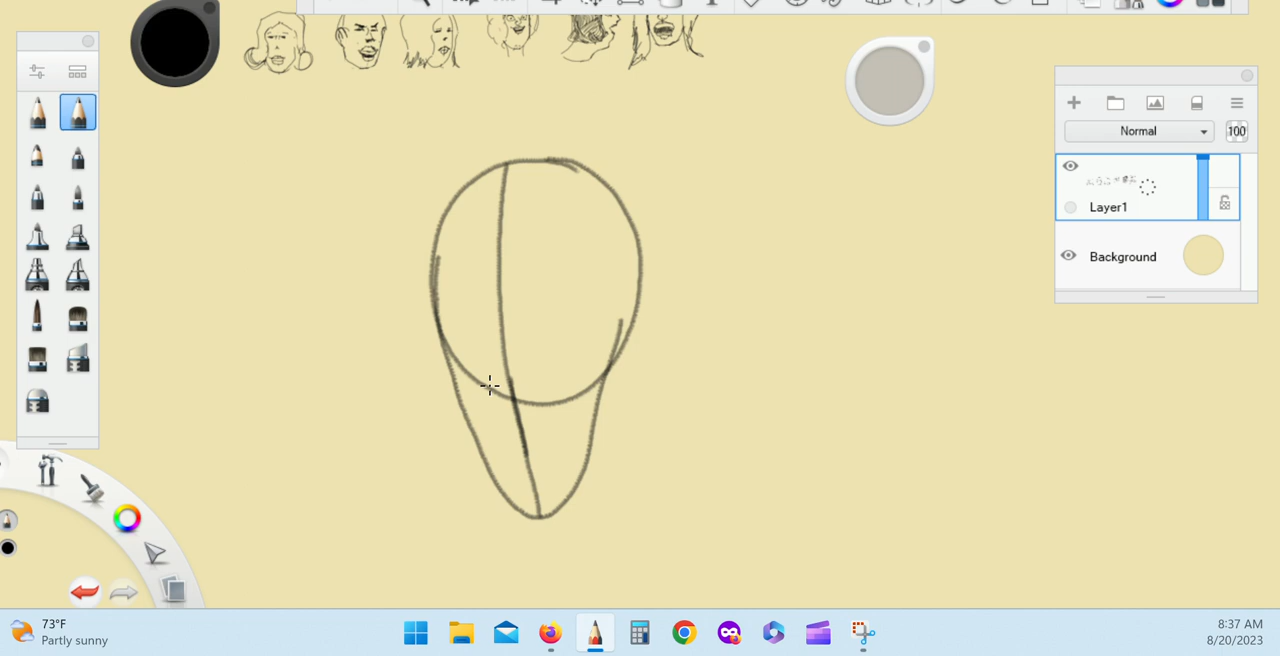 Normal
100
Layer1
Background
73°F
Partly sunny
8:37 AM
8/20/2023